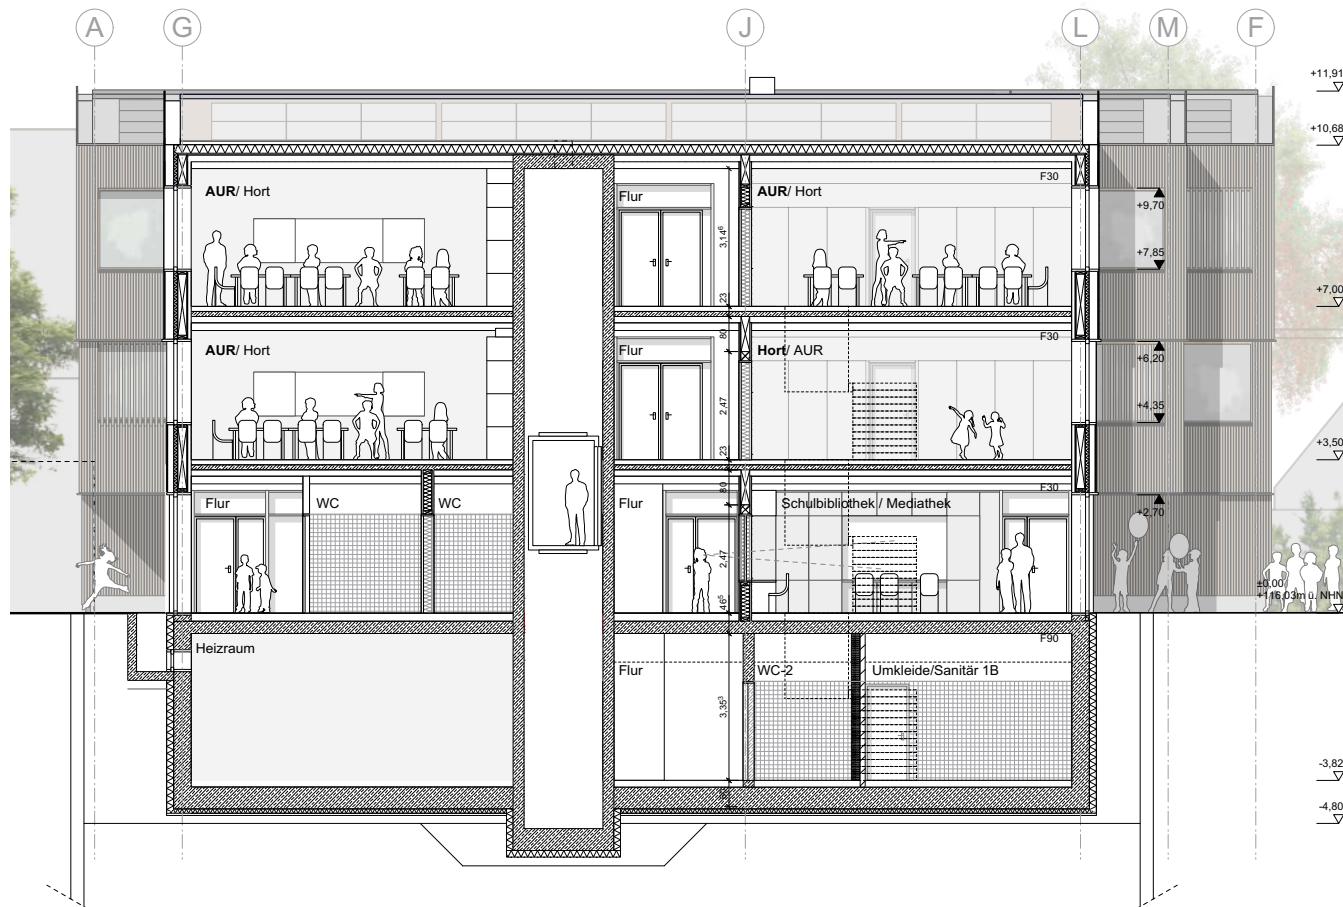 A
G
J
L
M
F
+11,91
+10,68
F30
AUR/ Hort
Flur
AUR/ Hort
+9,70
3,14⁶
+7,85
23
+7,00
80
F30
AUR/ Hort
Flur
Hort/ AUR
+6,20
2,47
+4,35
23
+3,50
80
F30
Flur
WC
WC
Flur
Schulbibliothek / Mediathek
+2,70
2,47
46⁵
±0,00
+116,03m ü. NHN
F90
Heizraum
Flur
WC-2
Umkleide/Sanitär 1B
3,35³
-3,82
-4,80